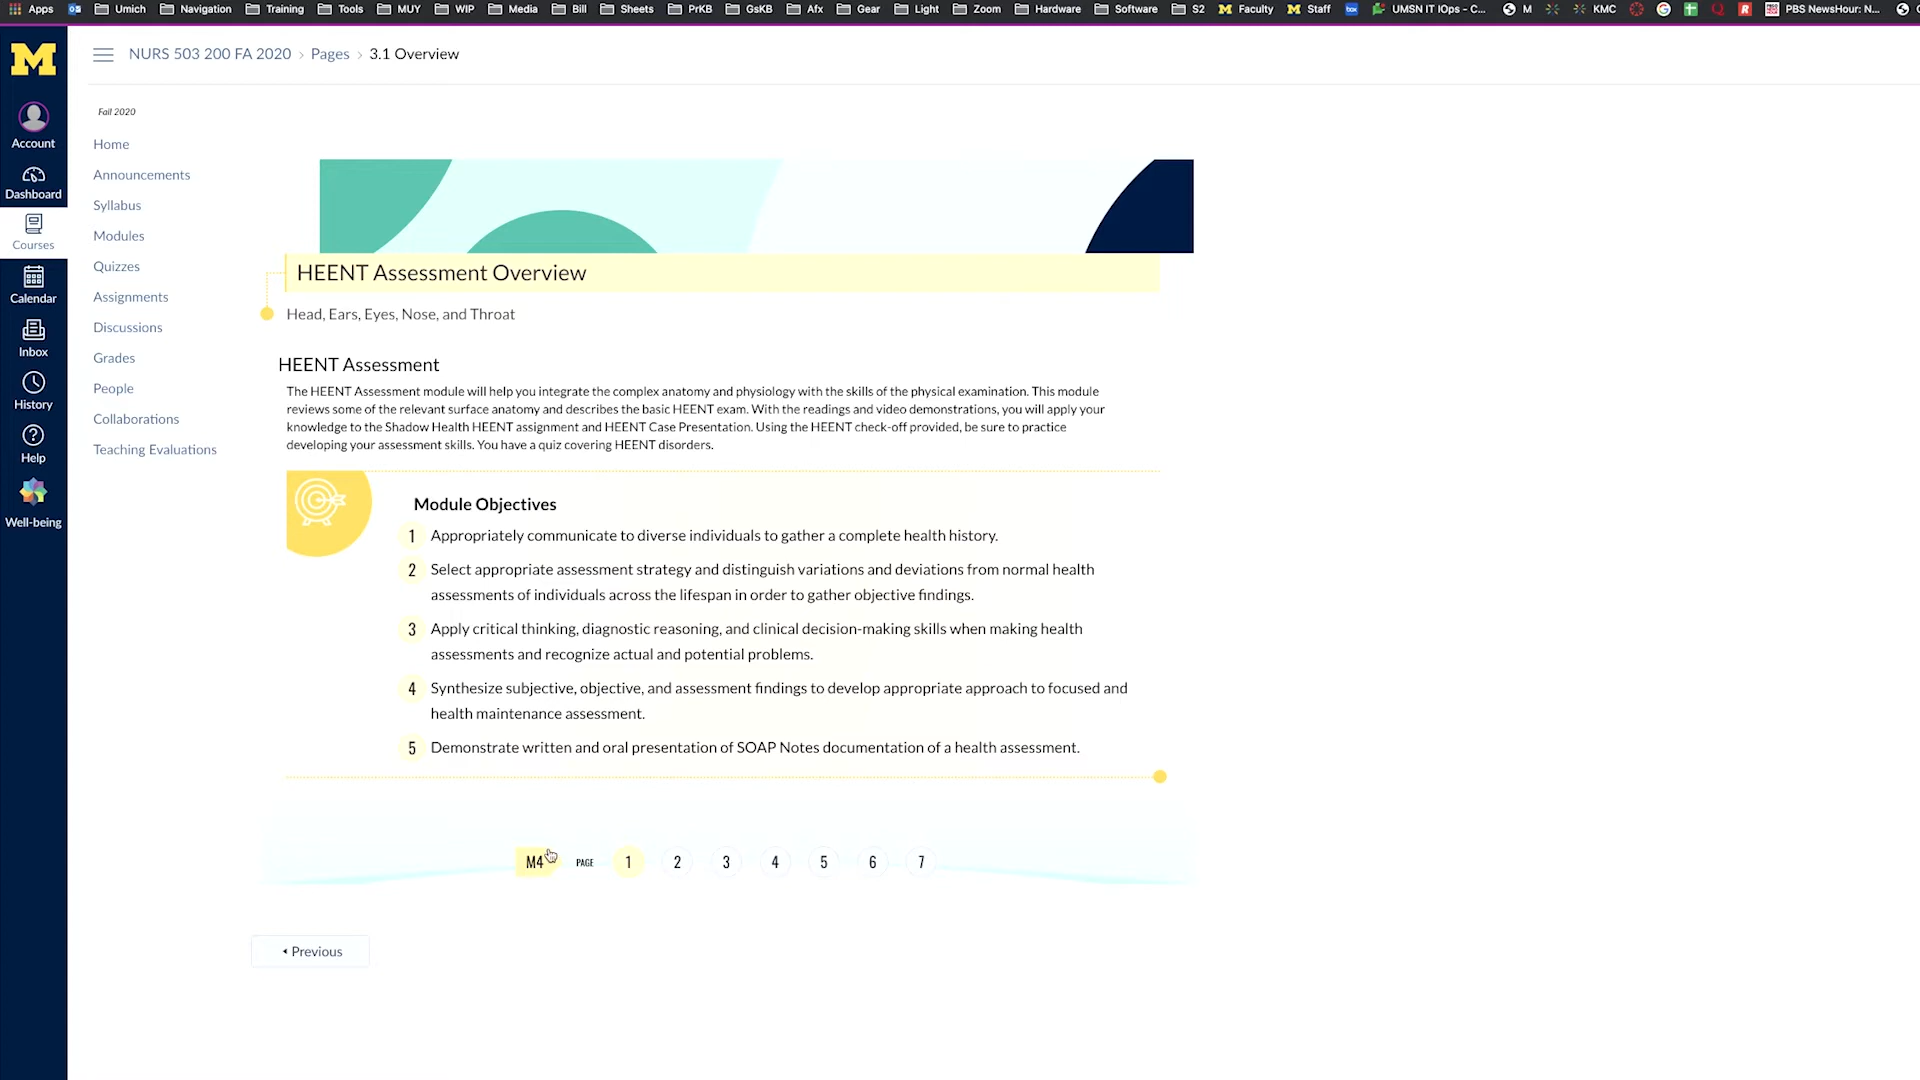 Apps Umich Navigation Training Tools MUY WIP Media Bill Sheets PrKB GsKB Afx Gear Light Zoom Hardware Software S2 Faculty Staff box UMSN IT IOps - C... M KMC PBS NewsHour: N...
NURS 503 200 FA 2020 › Pages › 3.1 Overview
M
Account
Dashboard
Courses
Calendar
Inbox
History
Help
Well-being
Fall 2020
Home
Announcements
Syllabus
Modules
Quizzes
Assignments
Discussions
Grades
People
Collaborations
Teaching Evaluations
HEENT Assessment Overview
Head, Ears, Eyes, Nose, and Throat
HEENT Assessment
The HEENT Assessment module will help you integrate the complex anatomy and physiology with the skills of the physical examination. This module
reviews some of the relevant surface anatomy and describes the basic HEENT exam. With the readings and video demonstrations, you will apply your
knowledge to the Shadow Health HEENT assignment and HEENT Case Presentation. Using the HEENT check-off provided, be sure to practice
developing your assessment skills. You have a quiz covering HEENT disorders.
Module Objectives
1 Appropriately communicate to diverse individuals to gather a complete health history.
2 Select appropriate assessment strategy and distinguish variations and deviations from normal health
assessments of individuals across the lifespan in order to gather objective findings.
3 Apply critical thinking, diagnostic reasoning, and clinical decision-making skills when making health
assessments and recognize actual and potential problems.
4 Synthesize subjective, objective, and assessment findings to develop appropriate approach to focused and
health maintenance assessment.
5 Demonstrate written and oral presentation of SOAP Notes documentation of a health assessment.
M4 PAGE 1 2 3 4 5 6 7
Previous